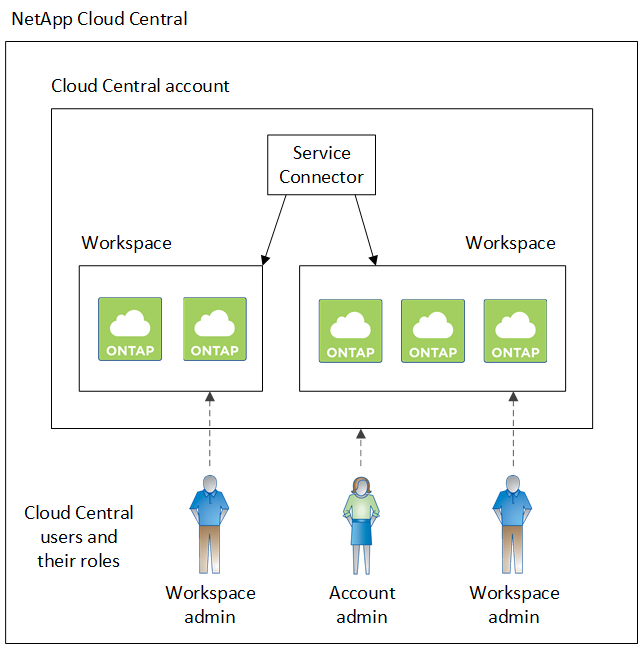 NetApp Cloud Central
Cloud Central account
Service
Connector
Workspace
Workspace
ONTAP
ONTAP
ONTAP
ONTAP
ONTAP
Cloud Central
users and
their roles
Workspace
admin
Account
admin
Workspace
admin